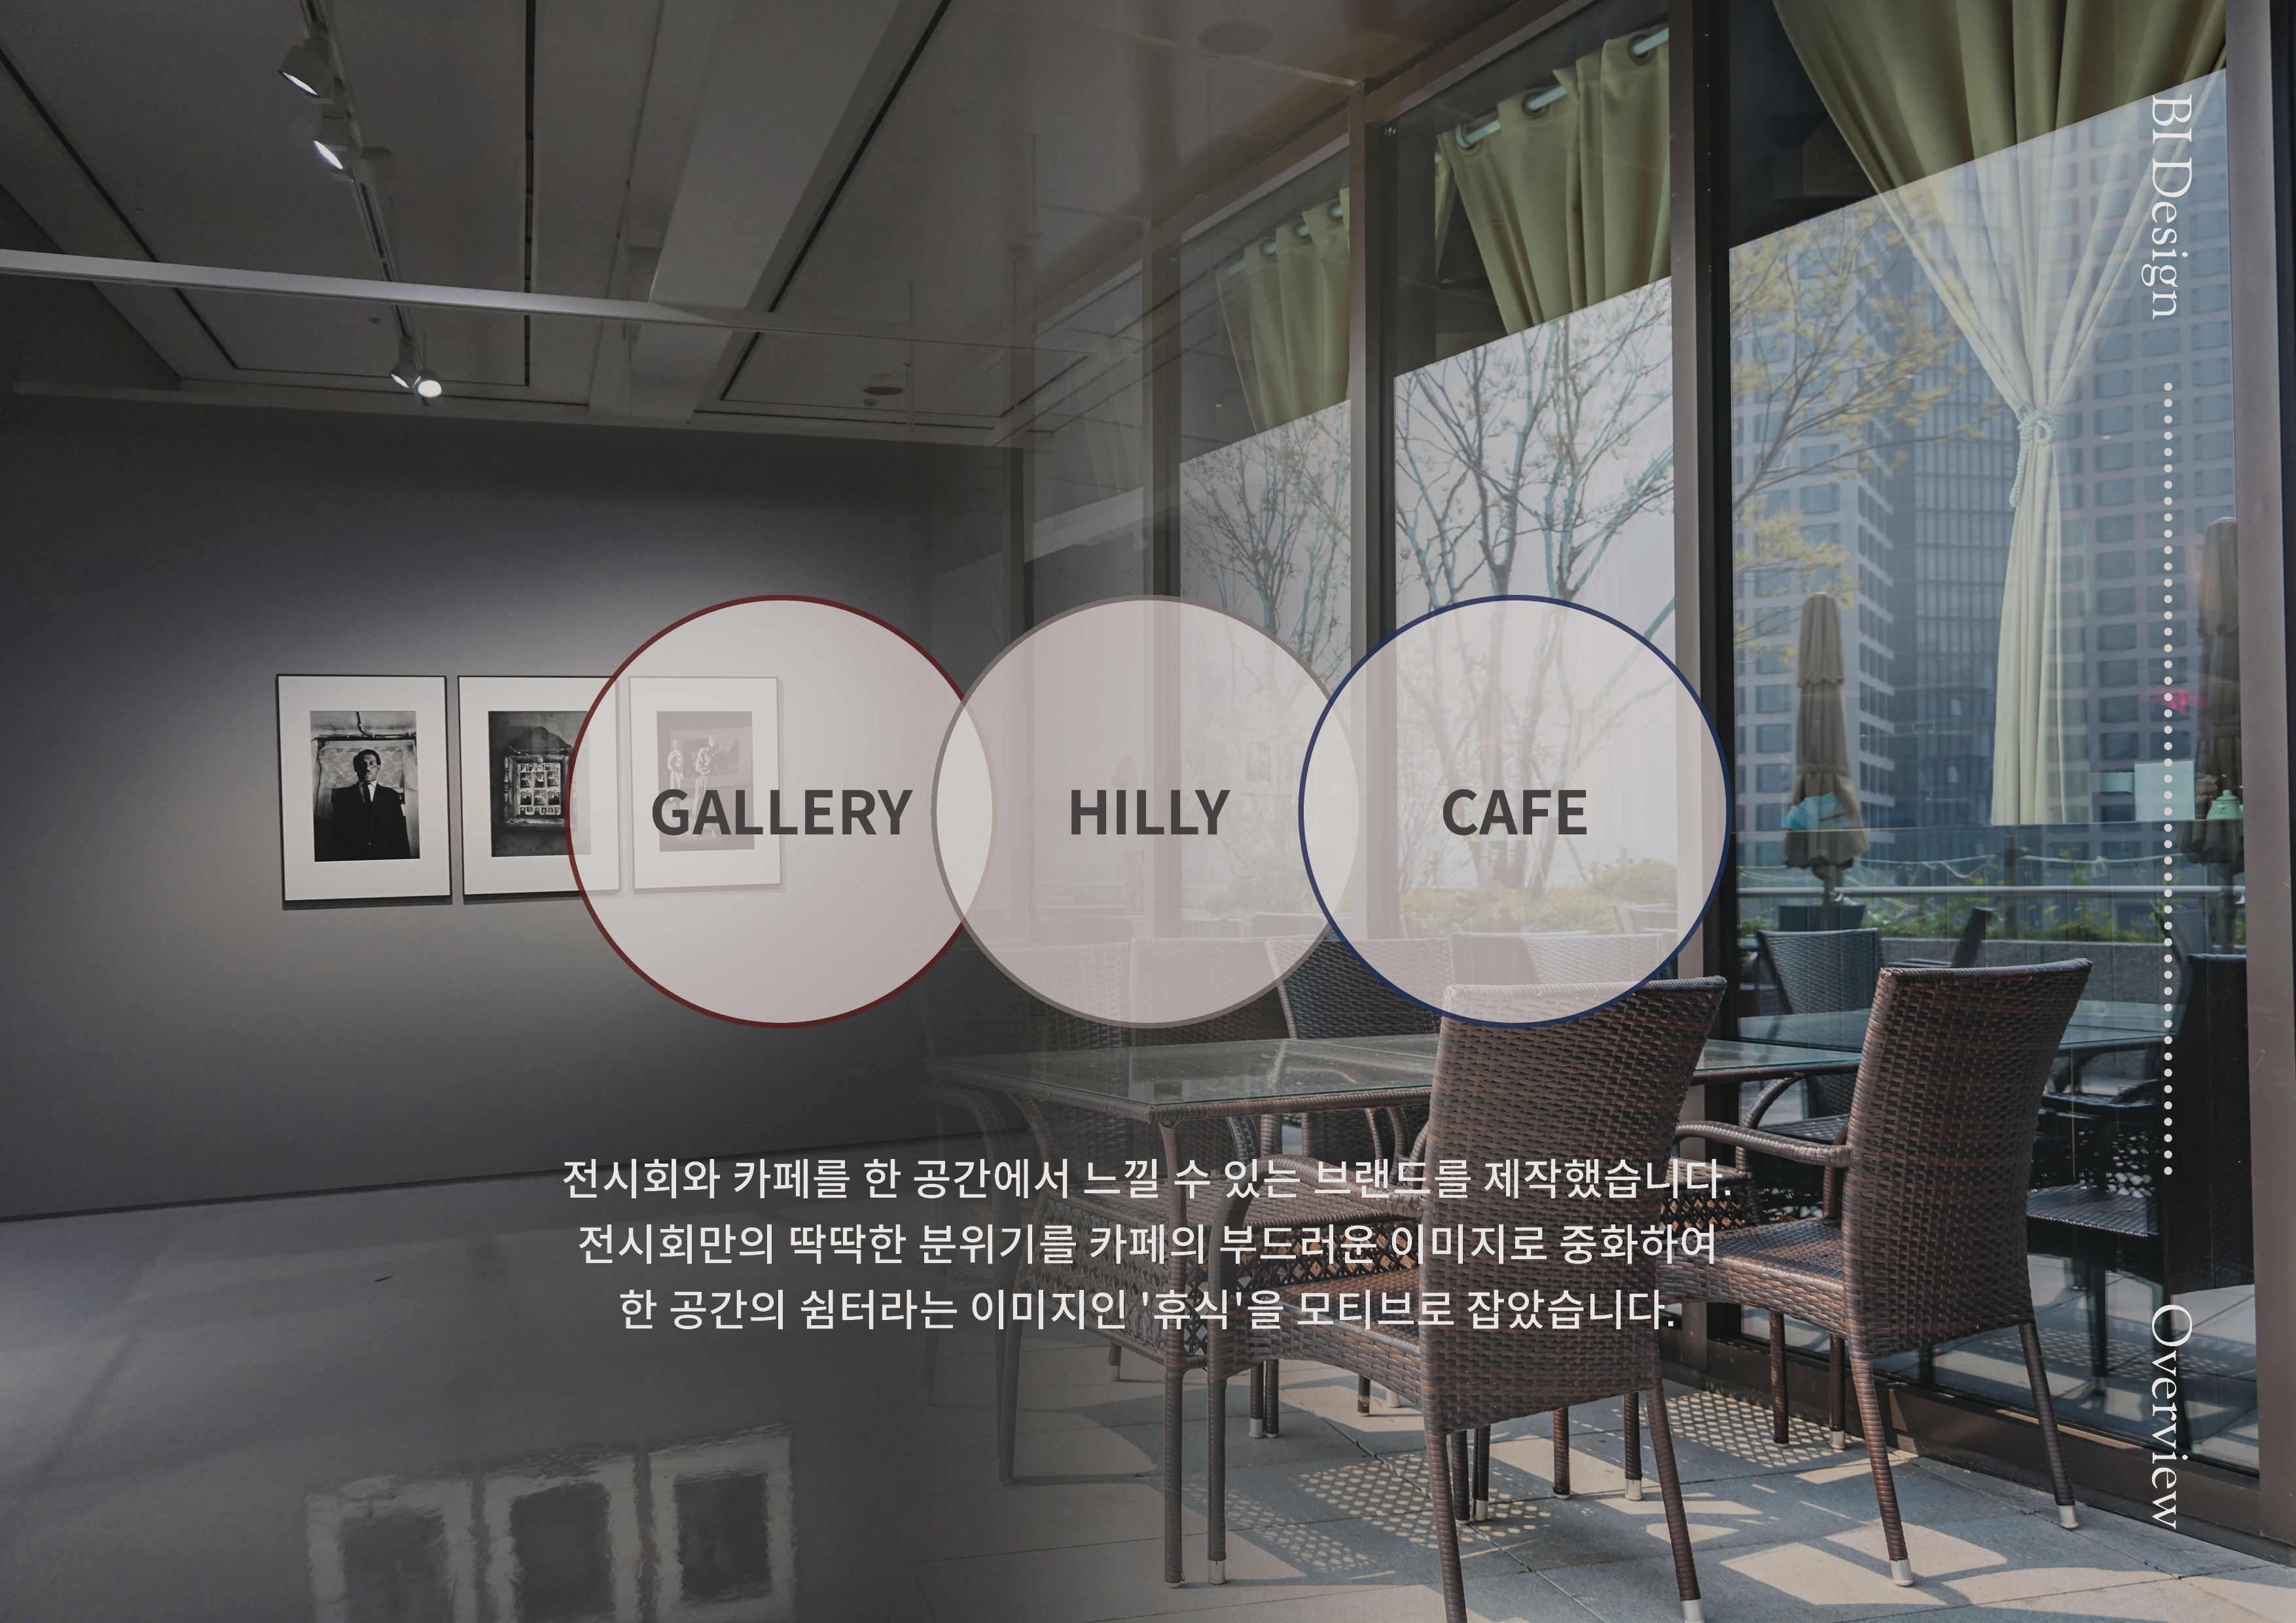 BI Design
Overview
GALLERY
HILLY
CAFE
전시회와 카페를 한 공간에서 느낄 수 있는 브랜드를 제작했습니다.
전시회만의 딱딱한 분위기를 카페의 부드러운 이미지로 중화하여
한 공간의 쉼터라는 이미지인 '휴식'을 모티브로 잡았습니다.